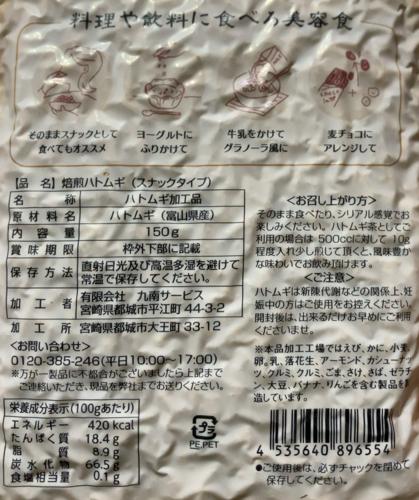 料理や飲料に食べる美容食
そのままスナックとして
食べてもオススメ
ヨーグルトに
ふりかけて
牛乳をかけて
グラノーラ風に
麦チョコに
アレンジして
【品　名】焙煎ハトムギ（スナックタイプ）
名　　称　ハトムギ加工品
原材料名　ハトムギ（富山県産）
内容量　150g
賞味期限　枠外下部に記載
保存方法　直射日光及び高温多湿を避けて
常温で保存してください。
加工者　有限会社　九南サービス
宮崎県都城市平江町 44-3-2
加工所　宮崎県都城市大王町 33-12
<お問い合わせ>
0120-385-246（平日10:00〜17:00）
※万が一製品に不都合がございましたら上記まで
ご連絡いただき、現品を弊社までお送りください。
栄養成分表示（100gあたり）
エネルギー　420 kcal
たんぱく質　18.4 g
脂　　質　8.9 g
炭水化物　66.5 g
食塩相当量　0.1 g
<お召し上がり方>
そのまま食べたり、シリアル感覚でお
楽しみください。ハトムギ茶としてご
利用の場合は 500ccに対して 10g
程度入れ少し煎じて頂くと、風味豊か
な味わいでお飲み頂けます。
<ご注意>
ハトムギは新陳代謝などの関係上、妊
娠中の方はご使用をお控えください。
開封後は、出来るだけお早めにご利用
くださいませ。
※本品加工工場ではえび、かに、小麦、
卵、乳、落花生、アーモンド、カシューナッ
ツ、クルミ、ごま、さけ、さば、ゼラチ
ン、大豆、バナナ、りんごを含む製品を製
造しています。
プラ
PE,PET
4 535640 896554
●ご使用後は、必ずチャックを閉めて
保存してください。